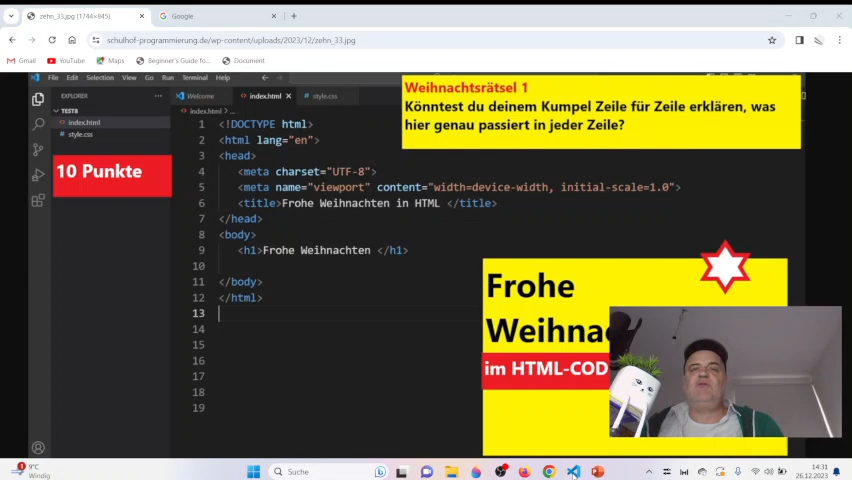 zehn_33.jpg (1744×845)
Google
schulhof-programmierung.de/wp-content/uploads/2023/12/zehn_33.jpg
Gmail
YouTube
Maps
Beginner's Guide fo...
Document
File Edit Selection View Go Run Terminal Help
EXPLORER
Welcome
index.html
style.css
TEST8
index.html
style.css
index.html > ...
10 Punkte
Weihnachtsrätsel 1
Könntest du deinem Kumpel Zeile für Zeile erklären, was
hier genau passiert in jeder Zeile?
1 <!DOCTYPE html>
2 <html lang="en">
3 <head>
4 <meta charset="UTF-8">
5 <meta name="viewport" content="width=device-width, initial-scale=1.0">
6 <title>Frohe Weihnachten in HTML </title>
7 </head>
8 <body>
9 <h1>Frohe Weihnachten </h1>
10
11 </body>
12 </html>
13
14
15
16
17
18
19
Frohe
Weihnac
im HTML-COD
9°C
Windig
Suche
14:31
26.12.2023